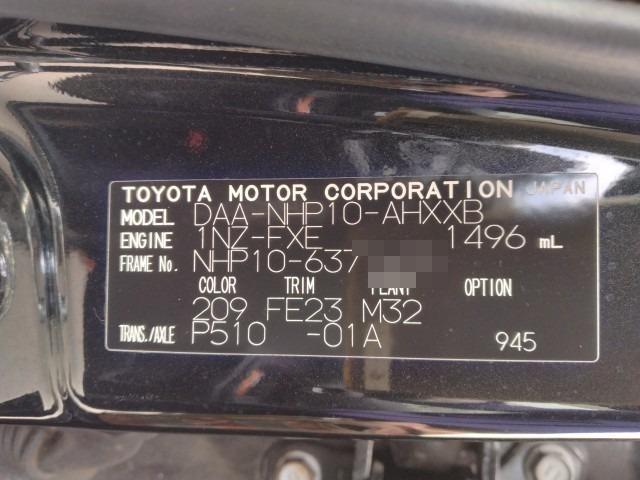 TOYOTA MOTOR CORPORATION JAPAN
MODEL DAA-NHP10-AHXXB
ENGINE 1NZ-FXE 1496 mL
FRAME No. NHP10-637
COLOR TRIM PLANT OPTION
209 FE23 M32
TRANS./AXLE P510 -01A 945